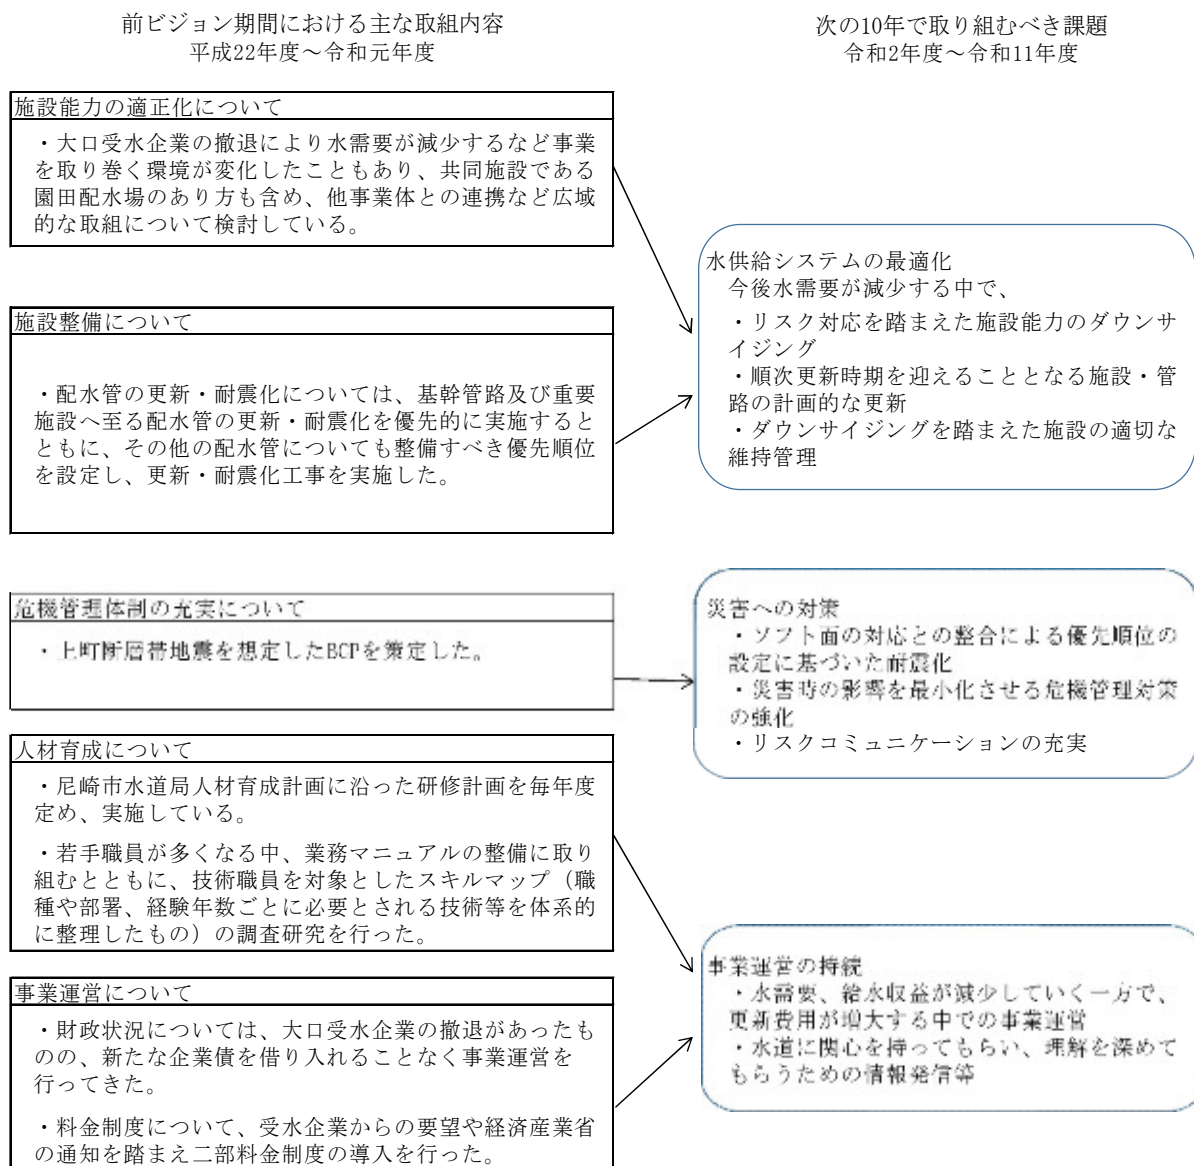 前ビジョン期間における主な取組内容
平成22年度～令和元年度
次の10年で取り組むべき課題
令和2年度～令和11年度
施設能力の適正化について
・大口受水企業の撤退により水需要が減少するなど事業
を取り巻く環境が変化したこともあり、共同施設である
園田配水場のあり方も含め、他事業体との連携など広域
的な取組について検討している。
施設整備について
・配水管の更新・耐震化については、基幹管路及び重要
施設へ至る配水管の更新・耐震化を優先的に実施すると
ともに、その他の配水管についても整備すべき優先順位
を設定し、更新・耐震化工事を実施した。
水供給システムの最適化
今後水需要が減少する中で、
・リスク対応を踏まえた施設能力のダウンサ
イジング
・順次更新時期を迎えることとなる施設・管
路の計画的な更新
・ダウンサイジングを踏まえた施設の適切な
維持管理
危機管理体制の充実について
・上町断層帯地震を想定したBCPを策定した。
災害への対策
・ソフト面の対応との整合による優先順位の
設定に基づいた耐震化
・災害時の影響を最小化させる危機管理対策
の強化
・リスクコミュニケーションの充実
人材育成について
・尼崎市水道局人材育成計画に沿った研修計画を毎年度
定め、実施している。
・若手職員が多くなる中、業務マニュアルの整備に取り
組むとともに、技術職員を対象としたスキルマップ（職
種や部署、経験年数ごとに必要とされる技術等を体系的
に整理したもの）の調査研究を行った。
事業運営について
・財政状況については、大口受水企業の撤退があったも
のの、新たな企業債を借り入れることなく事業運営を
行ってきた。
・料金制度について、受水企業からの要望や経済産業省
の通知を踏まえ二部料金制度の導入を行った。
事業運営の持続
・水需要、給水収益が減少していく一方で、
更新費用が増大する中での事業運営
・水道に関心を持ってもらい、理解を深めて
もらうための情報発信等